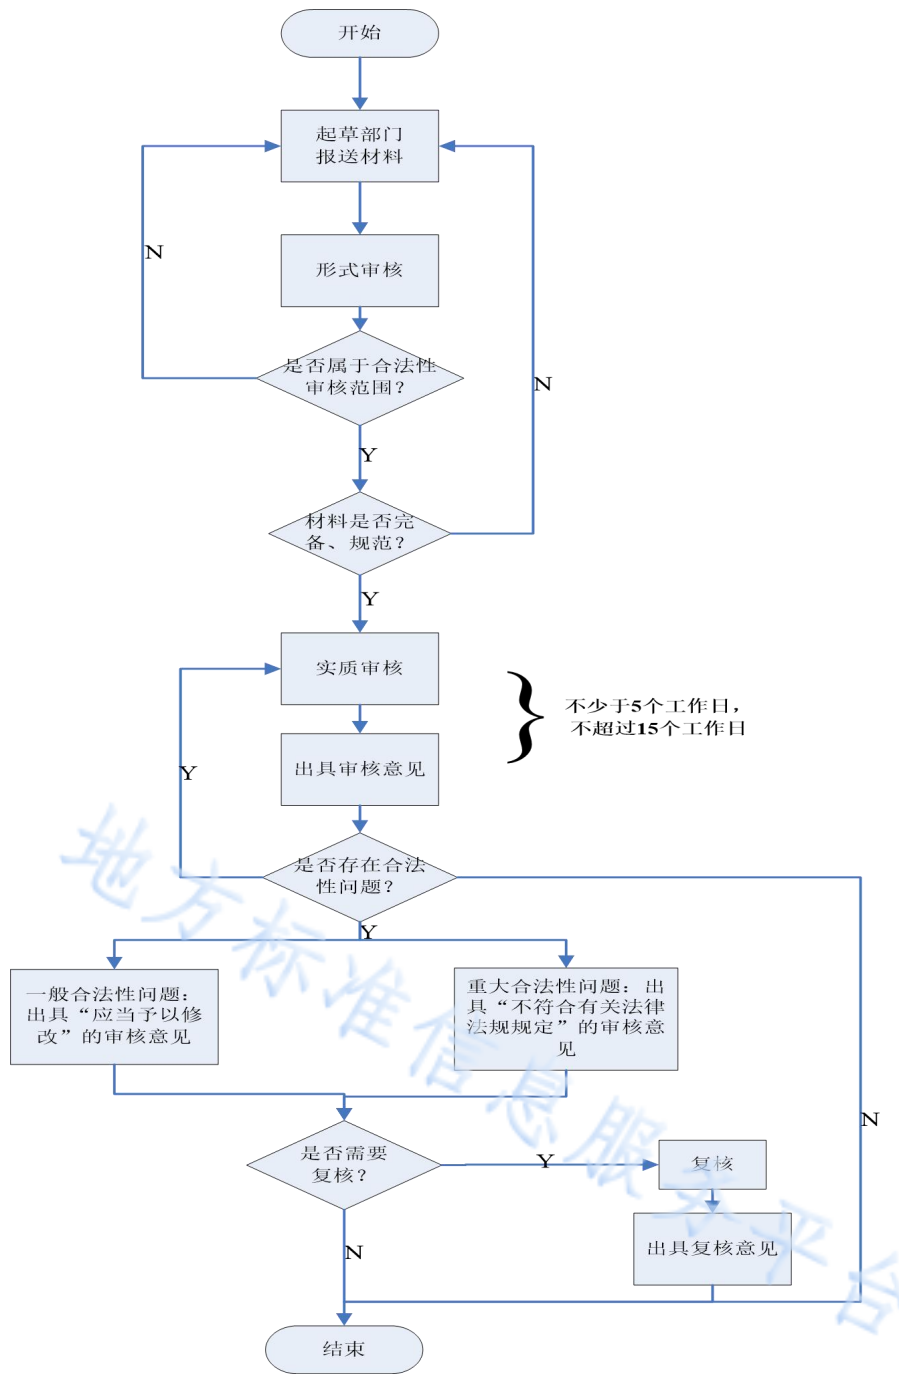 开始
起草部门
报送材料
N
形式审核
是否属于合法性
审核范围？
N
Y
材料是否完
备、规范？
Y
实质审核
不少于5个工作日，
不超过15个工作日
出具审核意见
Y
是否存在合法
性问题？
Y
一般合法性问题：
出具“应当予以修
改”的审核意见
重大合法性问题：出
具“不符合有关法律
法规规定”的审核意
见
N
是否需要
复核？
Y
复核
出具复核意见
N
结束
地方标准信息服务平台